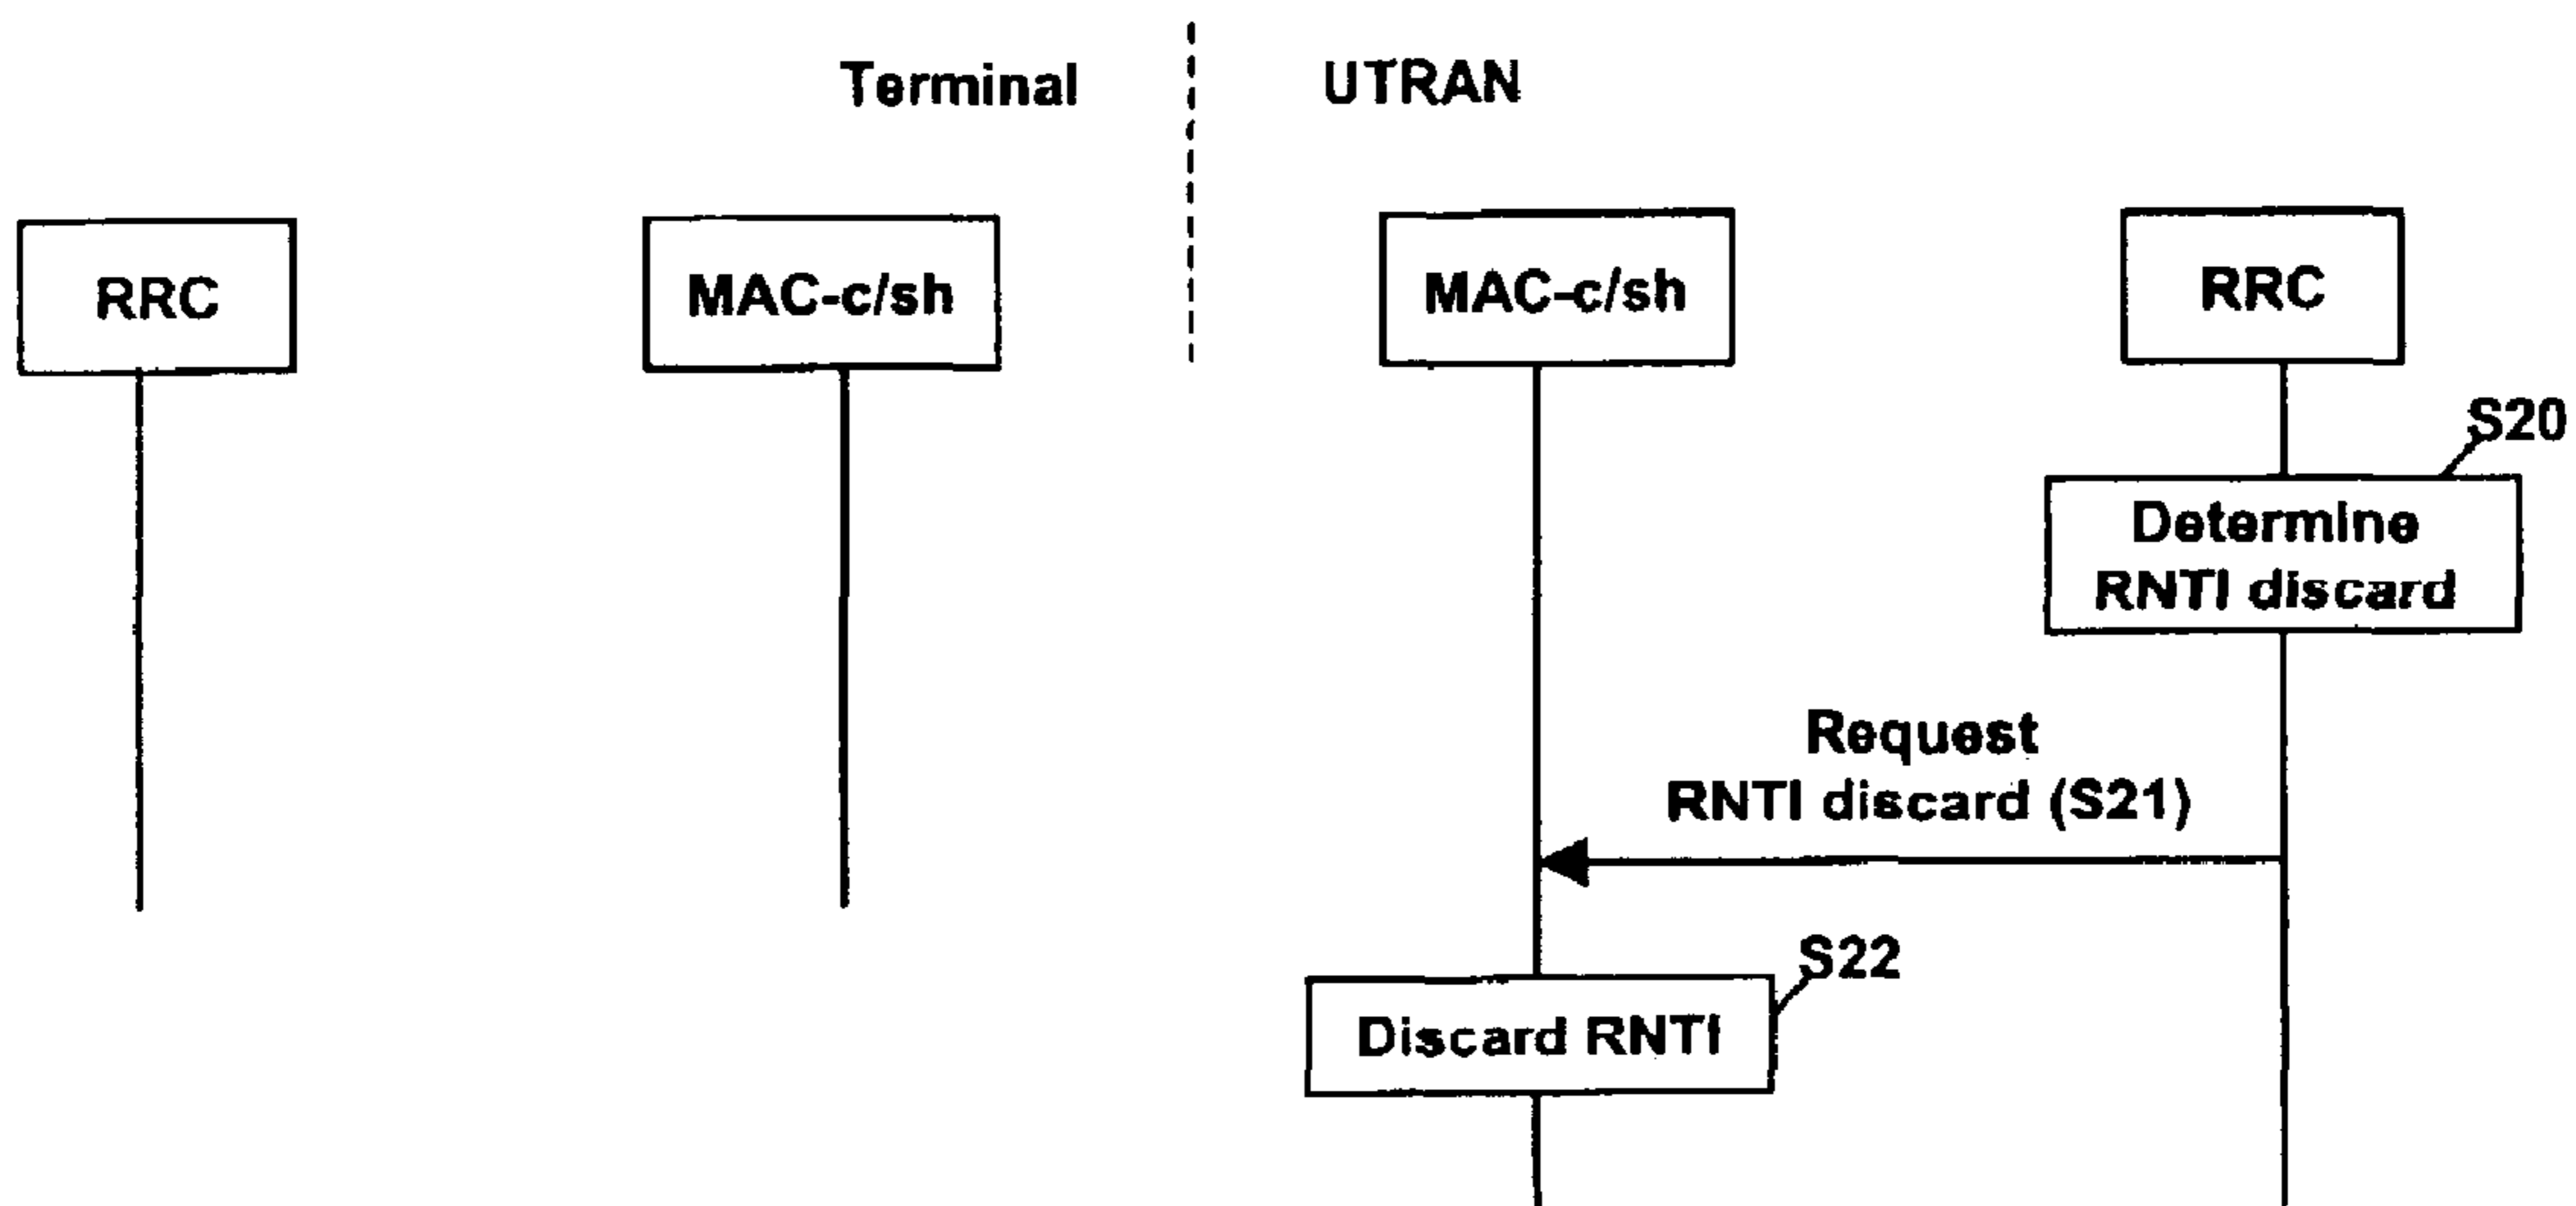 Terminal
UTRAN
RRC
MAC-c/sh
MAC-c/sh
RRC
S20
Determine
RNTI discard
Request
RNTI discard (S21)
S22
Discard RNTI